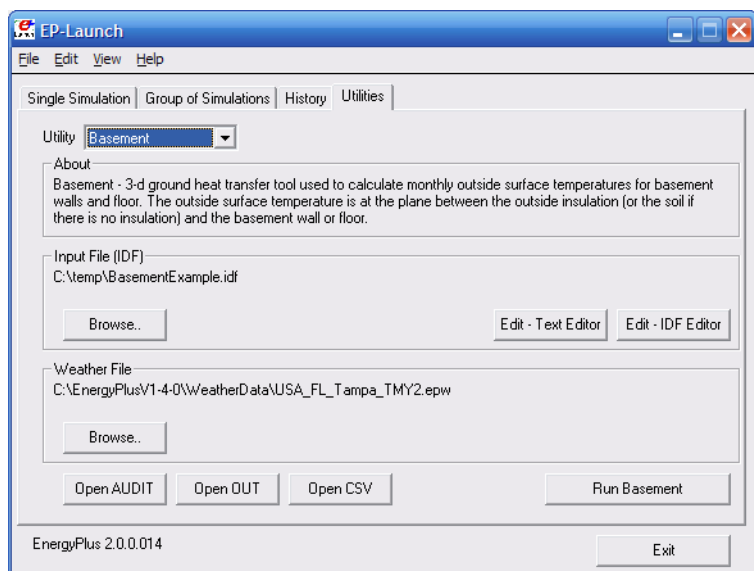 EP-Launch
File Edit View Help
Single Simulation Group of Simulations History Utilities
Utility Basement
About
Basement - 3-d ground heat transfer tool used to calculate monthly outside surface temperatures for basement
walls and floor. The outside surface temperature is at the plane between the outside insulation (or the soil if
there is no insulation) and the basement wall or floor.
Input File (IDF)
C:\temp\BasementExample.idf
Browse.. Edit - Text Editor Edit - IDF Editor
Weather File
C:\EnergyPlusV1-4-0\WeatherData\USA_FL_Tampa_TMY2.epw
Browse..
Open AUDIT Open OUT Open CSV Run Basement
EnergyPlus 2.0.0.014 Exit